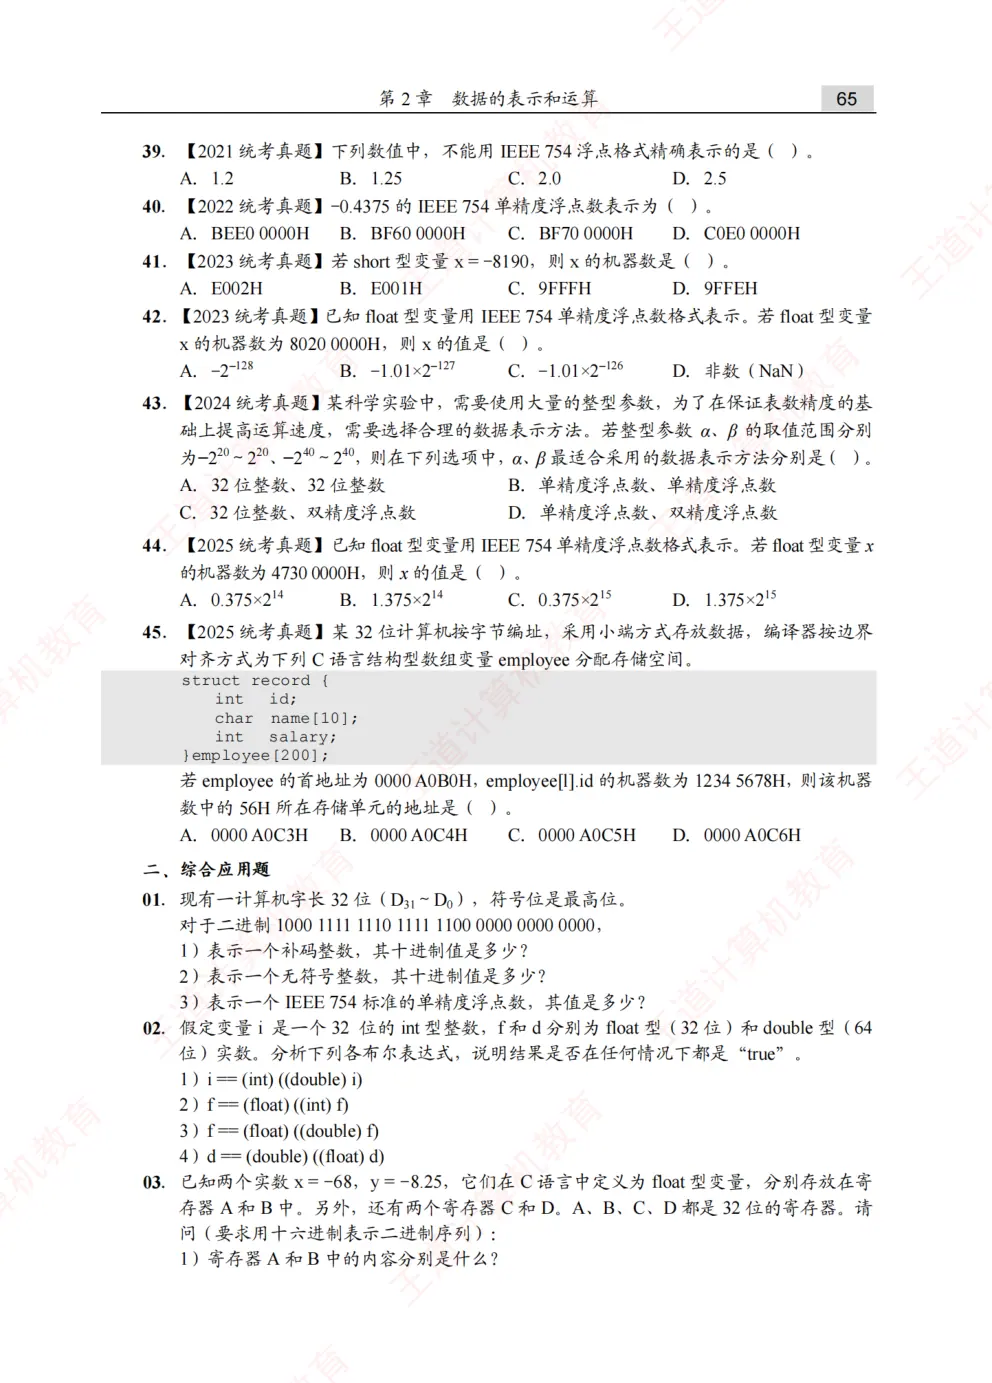 第 2 章 数据的表示和运算 65
39. 【2021 统考真题】下列数值中，不能用 IEEE 754 浮点格式精确表示的是（ ）。
A. 1.2 B. 1.25 C. 2.0 D. 2.5
40. 【2022 统考真题】-0.4375 的 IEEE 754 单精度浮点数表示为（ ）。
A. BEE0 0000H B. BF60 0000H C. BF70 0000H D. C0E0 0000H
41. 【2023 统考真题】若 short 型变量 x = -8190，则 x 的机器数是（ ）。
A. E002H B. E001H C. 9FFFH D. 9FFEH
42. 【2023 统考真题】已知 float 型变量用 IEEE 754 单精度浮点数格式表示。若 float 型变量
x 的机器数为 8020 0000H，则 x 的值是（ ）。
A. -2⁻¹²⁸ B. -1.01×2⁻¹²⁷ C. -1.01×2⁻¹²⁶ D. 非数（NaN）
43. 【2024 统考真题】某科学实验中，需要使用大量的整型参数，为了在保证表数精度的基
础上提高运算速度，需要选择合理的数据表示方法。若整型参数 α、β 的取值范围分别
为−2²⁰ ~ 2²⁰、−2⁴⁰ ~ 2⁴⁰，则在下列选项中，α、β 最适合采用的数据表示方法分别是（ ）。
A. 32 位整数、32 位整数 B. 单精度浮点数、单精度浮点数
C. 32 位整数、双精度浮点数 D. 单精度浮点数、双精度浮点数
44. 【2025 统考真题】已知 float 型变量用 IEEE 754 单精度浮点数格式表示。若 float 型变量 x
的机器数为 4730 0000H，则 x 的值是（ ）。
A. 0.375×2¹⁴ B. 1.375×2¹⁴ C. 0.375×2¹⁵ D. 1.375×2¹⁵
45. 【2025 统考真题】某 32 位计算机按字节编址，采用小端方式存放数据，编译器按边界
对齐方式为下列 C 语言结构型数组变量 employee 分配存储空间。
struct record {
int id;
char name[10];
int salary;
}employee[200];
若 employee 的首地址为 0000 A0B0H，employee[l].id 的机器数为 1234 5678H，则该机器
数中的 56H 所在存储单元的地址是（ ）。
A. 0000 A0C3H B. 0000 A0C4H C. 0000 A0C5H D. 0000 A0C6H
二、综合应用题
01. 现有一计算机字长 32 位（D₃₁ ~ D₀），符号位是最高位。
对于二进制 1000 1111 1110 1111 1100 0000 0000 0000，
1）表示一个补码整数，其十进制值是多少？
2）表示一个无符号整数，其十进制值是多少？
3）表示一个 IEEE 754 标准的单精度浮点数，其值是多少？
02. 假定变量 i 是一个 32 位的 int 型整数，f 和 d 分别为 float 型（32 位）和 double 型（64
位）实数。分析下列各布尔表达式，说明结果是否在任何情况下都是“true”。
1）i == (int) ((double) i)
2）f == (float) ((int) f)
3）f == (float) ((double) f)
4）d == (double) ((float) d)
03. 已知两个实数 x = -68，y = -8.25，它们在 C 语言中定义为 float 型变量，分别存放在寄
存器 A 和 B 中。另外，还有两个寄存器 C 和 D。A、B、C、D 都是 32 位的寄存器。请
问（要求用十六进制表示二进制序列）：
1）寄存器 A 和 B 中的内容分别是什么？
王道计算机教育